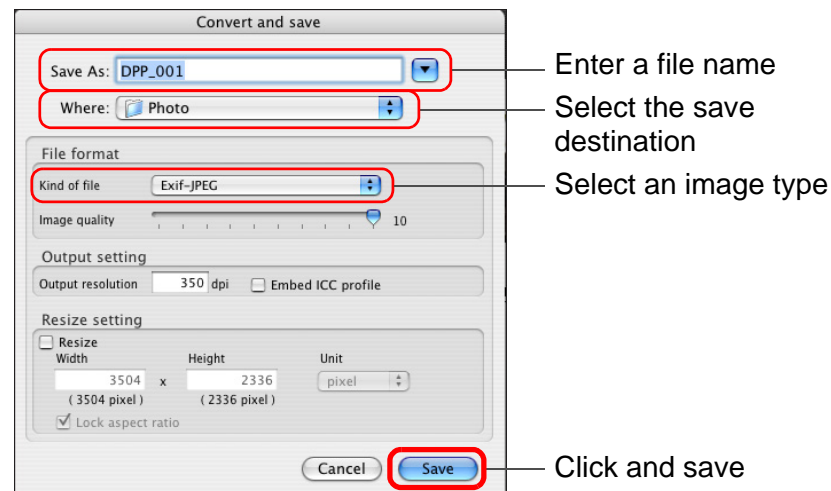 Convert and save
Save As: DPP_001
Enter a file name
Where: Photo
Select the save
destination
File format
Kind of file Exif-JPEG
Select an image type
Image quality 10
Output setting
Output resolution 350 dpi Embed ICC profile
Resize setting
Resize
Width Height Unit
3504 x 2336 pixel
( 3504 pixel ) ( 2336 pixel )
Lock aspect ratio
Cancel Save
Click and save